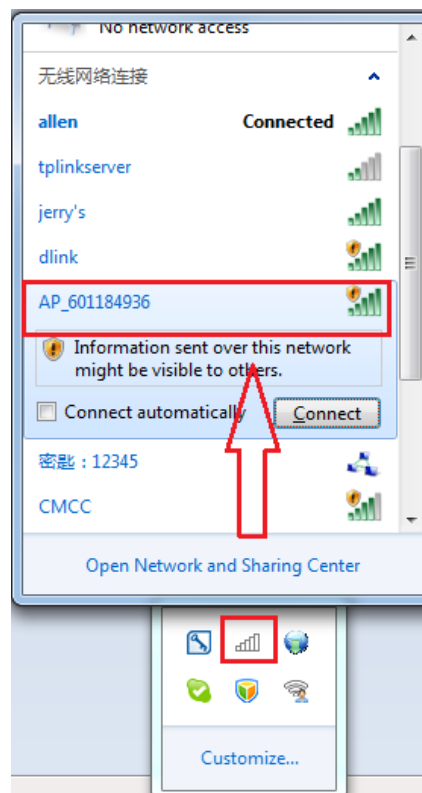 No network access
无线网络连接
allen Connected
tplinkserver
jerry's
dlink
AP_601184936
Information sent over this network
might be visible to others.
Connect automatically Connect
密匙：12345
CMCC
Open Network and Sharing Center
Customize...